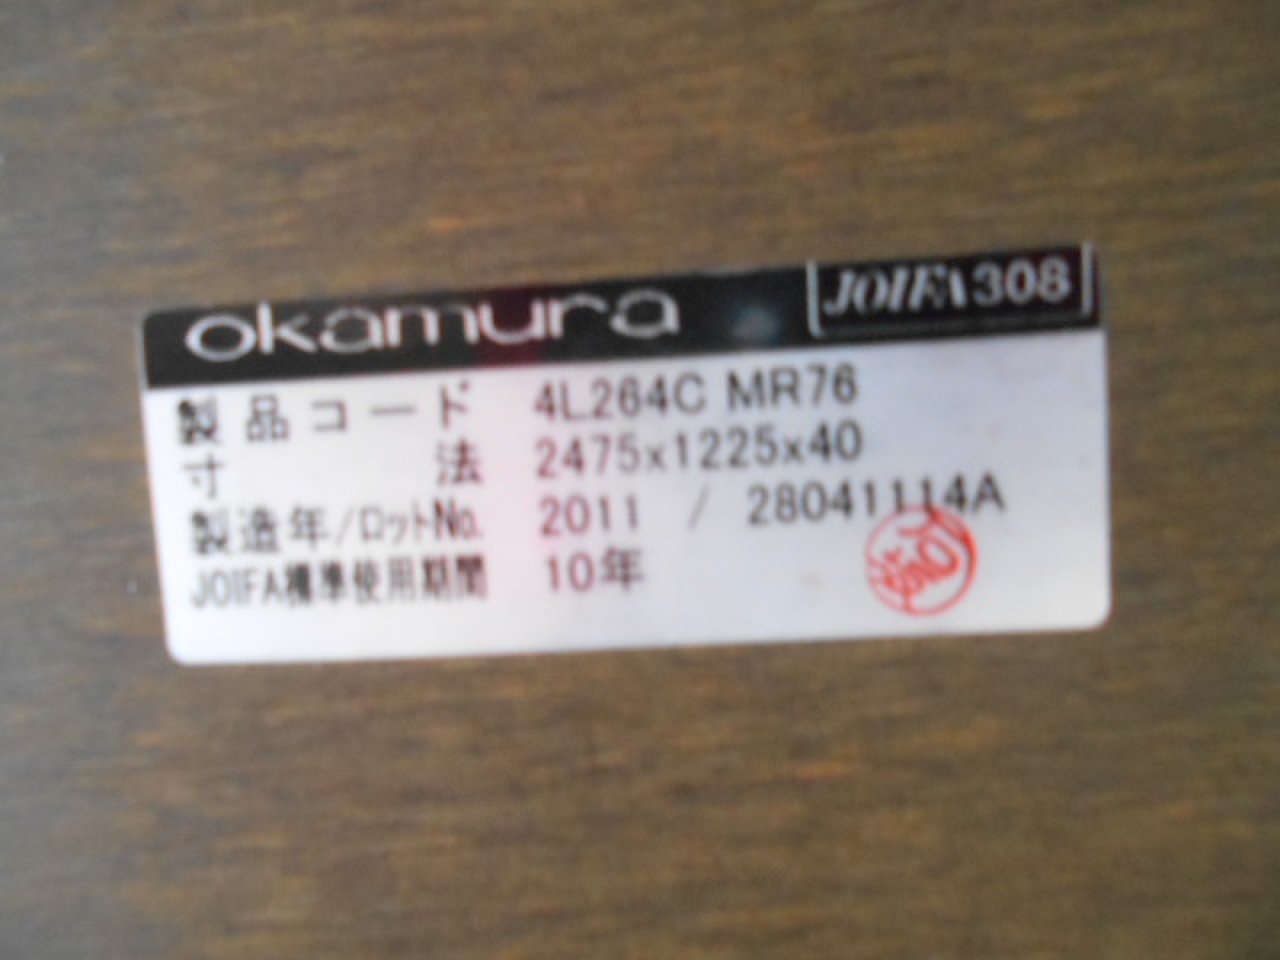 okamura JOIFA308
製品コード 4L264C MR76
寸法 2475x1225x40
製造年/ロットNo. 2011 / 28041114A
JOIFA標準使用期間 10年